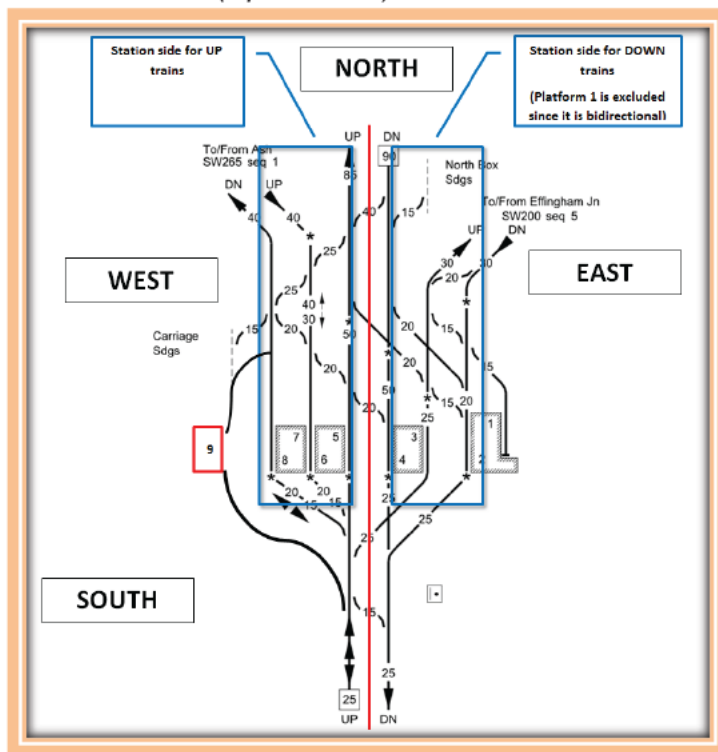 Station side for UP
trains
Station side for DOWN
trains
(Platform 1 is excluded
since it is bidirectional)
NORTH
UP DN
To/From Ash
SW265 seq 1
90
85
North Box
Sdgs
DN UP
To/From Effingham Jn
SW200 seq 5
UP DN
40 40 40 15
25 30 20 30
WEST
EAST
25 40 30
Carriage
Sdgs
15 20 50 20 15
20 50 20 15
20 15 20
9
7 5 3 1
8 6 4 2
25
20 20 25
15 15
25 25
SOUTH
15
25
25
UP DN